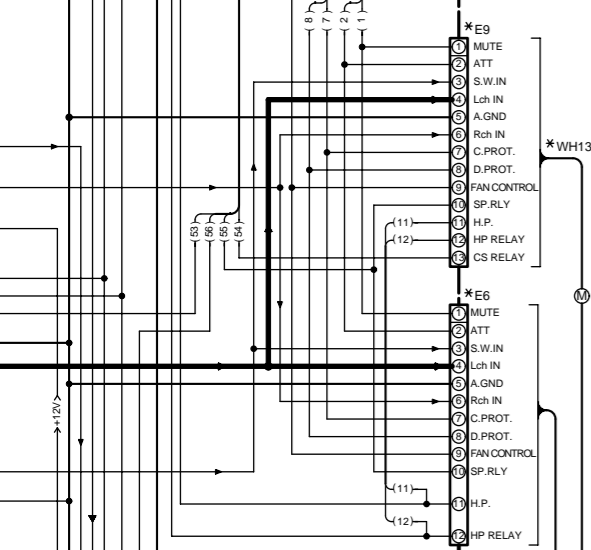 8
7
2
1
*E9
1 MUTE
2 ATT
3 S.W.IN
4 Lch IN
5 A.GND
6 Rch IN
7 C.PROT.
8 D.PROT.
9 FAN CONTROL
10 SP.RLY
(11) 11 H.P.
(12) 12 HP RELAY
13 CS RELAY
*WH13
53
56
55
54
M
*E6
1 MUTE
2 ATT
3 S.W.IN
4 Lch IN
5 A.GND
6 Rch IN
7 C.PROT.
8 D.PROT.
9 FAN CONTROL
10 SP.RLY
(11)
11 H.P.
(12)
12 HP RELAY
+12V